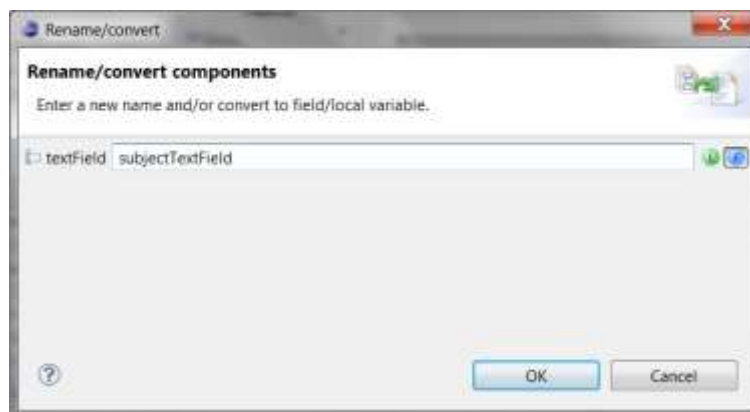 Rename/convert
Rename/convert components
Enter a new name and/or convert to field/local variable.
textField subjectTextField
OK Cancel